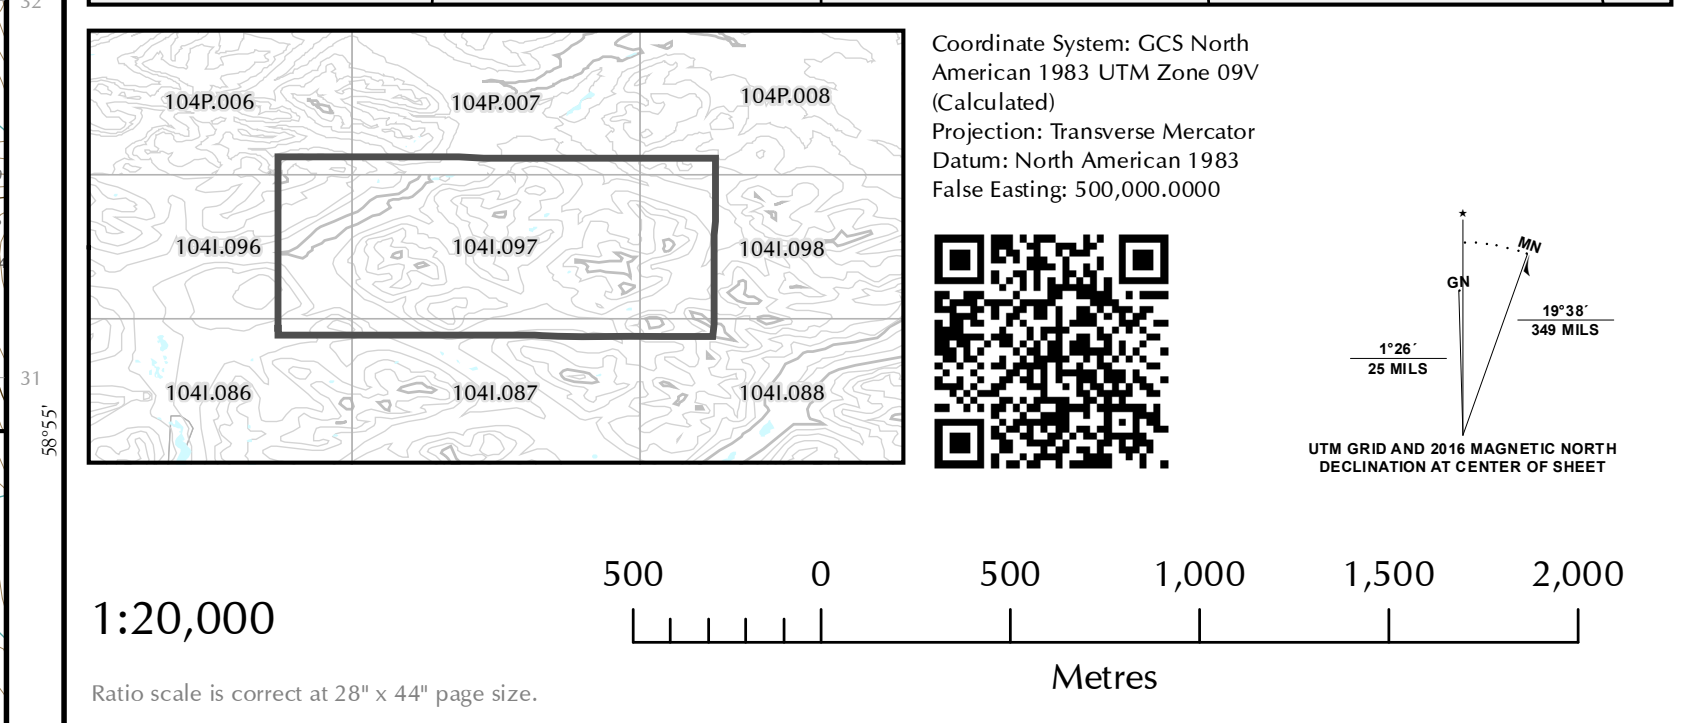 32
104P.006
104P.007
104P.008
104I.096
104I.097
104I.098
104I.086
104I.087
104I.088
31
58°55'
Coordinate System: GCS North
American 1983 UTM Zone 09V
(Calculated)
Projection: Transverse Mercator
Datum: North American 1983
False Easting: 500,000.0000
MN
GN
19°38´
349 MILS
1°26´
25 MILS
UTM GRID AND 2016 MAGNETIC NORTH
DECLINATION AT CENTER OF SHEET
500 0 500 1,000 1,500 2,000
1:20,000
Metres
Ratio scale is correct at 28" x 44" page size.